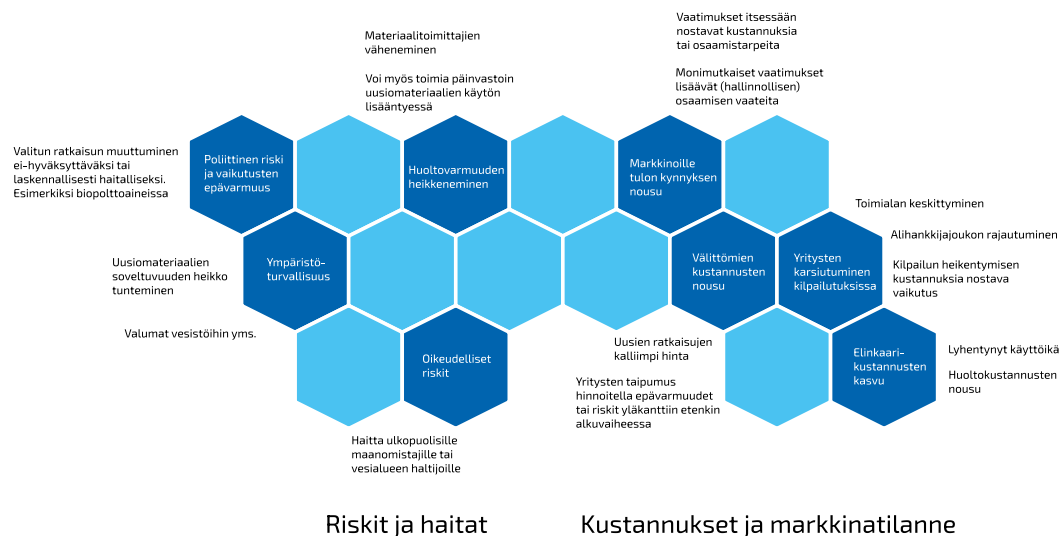 Materiaalitoimittajien
väheneminen
Voi myös toimia päinvastoin
uusiomateriaalien käytön
lisääntyessä
Vaatimukset itsessään
nostavat kustannuksia
tai osaamistarpeita
Monimutkaiset vaatimukset
lisäävät (hallinnollisen)
osaamisen vaateita
Valitun ratkaisun muuttuminen
ei-hyväksyttäväksi tai
laskennallisesti haitalliseksi.
Esimerkiksi biopolttoaineissa
Poliittinen riski
ja vaikutusten
epävarmuus
Huoltovarmuuden
heikkeneminen
Markkinoille
tulon kynnyksen
nousu
Toimialan keskittyminen
Alihankkijajoukon rajautuminen
Kilpailun heikentymisen
kustannuksia nostava
vaikutus
Uusiomateriaalien
soveltuvuuden heikko
tunteminen
Valumat vesistöihin yms.
Ympäristö-
turvallisuus
Välittömien
kustannusten
nousu
Yritysten
karsiutuminen
kilpailutuksissa
Oikeudelliset
riskit
Uusien ratkaisujen
kalliimpi hinta
Yritysten taipumus
hinnoitella epävarmuudet
tai riskit yläkanttiin etenkin
alkuvaiheessa
Elinkaari-
kustannusten
kasvu
Lyhentynyt käyttöikä
Huoltokustannusten
nousu
Haitta ulkopuolisille
maanomistajille tai
vesialueen haltijoille
Riskit ja haitat
Kustannukset ja markkinatilanne